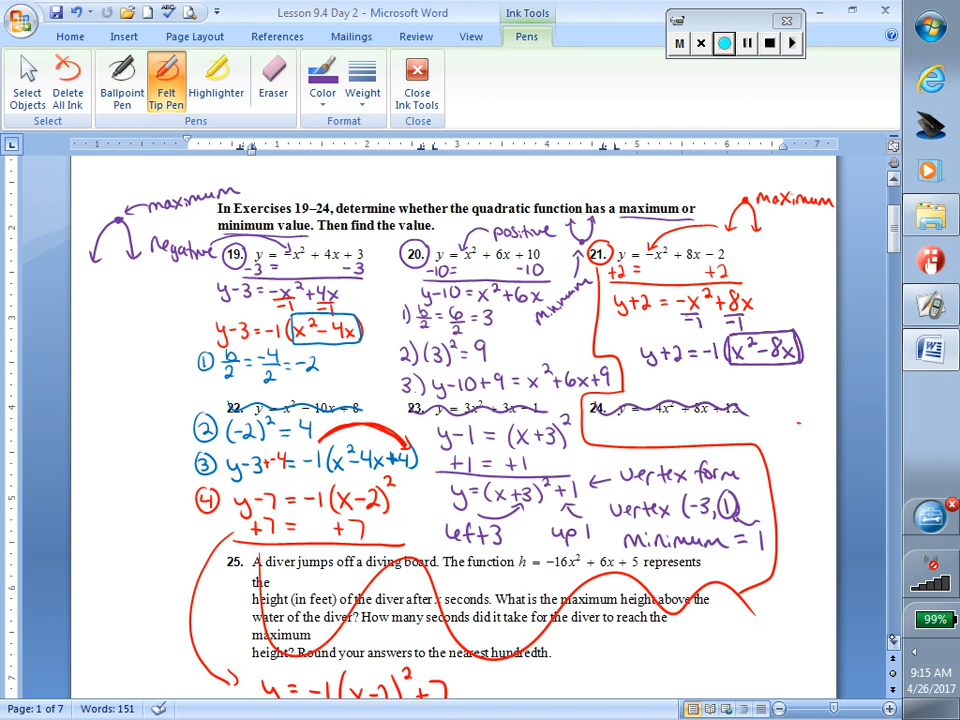 Lesson 9.4 Day 2 - Microsoft Word
Ink Tools
Home Insert Page Layout References Mailings Review View Pens
Select Objects
Delete All Ink
Ballpoint Pen
Felt Tip Pen
Highlighter
Eraser
Color
Weight
Close Ink Tools
Select Pens Format Close
M
maximum
In Exercises 19–24, determine whether the quadratic function has a maximum or
minimum value. Then find the value.
maximum
negative
positive
minimum
19. y = −x² + 4x + 3
-3 = -3
y-3 = -x²+4x
-1 -1
y-3 = -1(x²-4x)
① b/2 = -4/2 = -2
20. y = x² + 6x + 10
-10 = -10
y-10 = x²+6x
1) b/2 = 6/2 = 3
2) (3)² = 9
3.) y-10+9 = x²+6x+9
21. y = −x² + 8x − 2
+2 = +2
y+2 = -x²+8x
-1 -1
y+2 = -1(x²-8x)
22. y = x² − 10x + 8
23. y = 3x² + 3x − 1
24. y = −4x² + 8x + 12
② (-2)² = 4
③ y-3+-4 = -1(x²-4x+4)
④ y-7 = -1(x-2)²
+7 = +7
y-1 = (x+3)²
+1 = +1
y = (x+3)²+1 ← vertex form
left 3 up 1
vertex (-3, 1)
minimum = 1
25. A diver jumps off a diving board. The function h = −16x² + 6x + 5 represents
the
height (in feet) of the diver after x seconds. What is the maximum height above the
water of the diver? How many seconds did it take for the diver to reach the
maximum
height? Round your answers to the nearest hundredth.
y = -1(x-2)²+7
Page: 1 of 7 Words: 151
99%
9:15 AM
4/26/2017